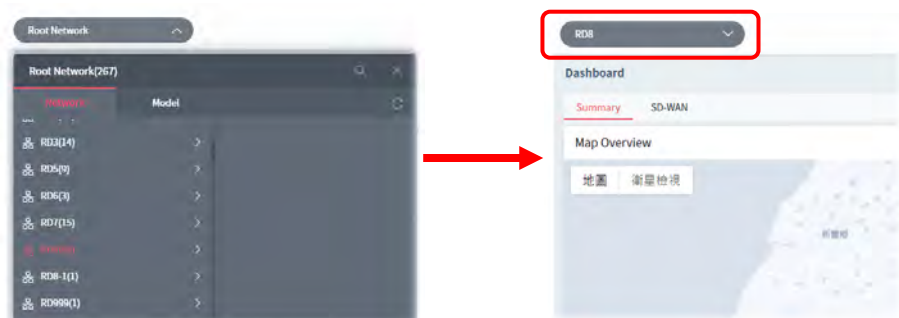 Root Network
Root Network(267)
Network
Model
RD3(14)
RD5(9)
RD6(3)
RD7(15)
RD8-1(1)
RD999(1)
RD8
Dashboard
Summary SD-WAN
Map Overview
地圖 衛星檢視